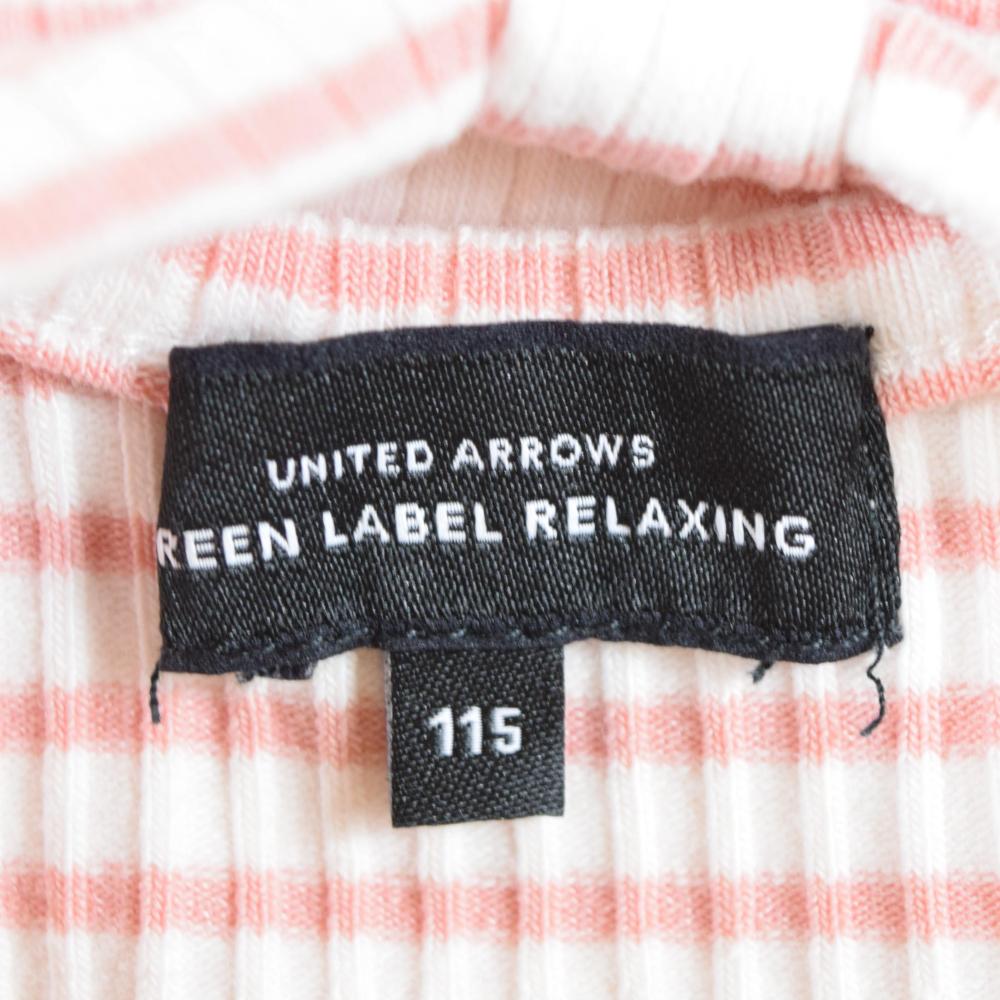 UNITED ARROWS
REEN LABEL RELAXING
115